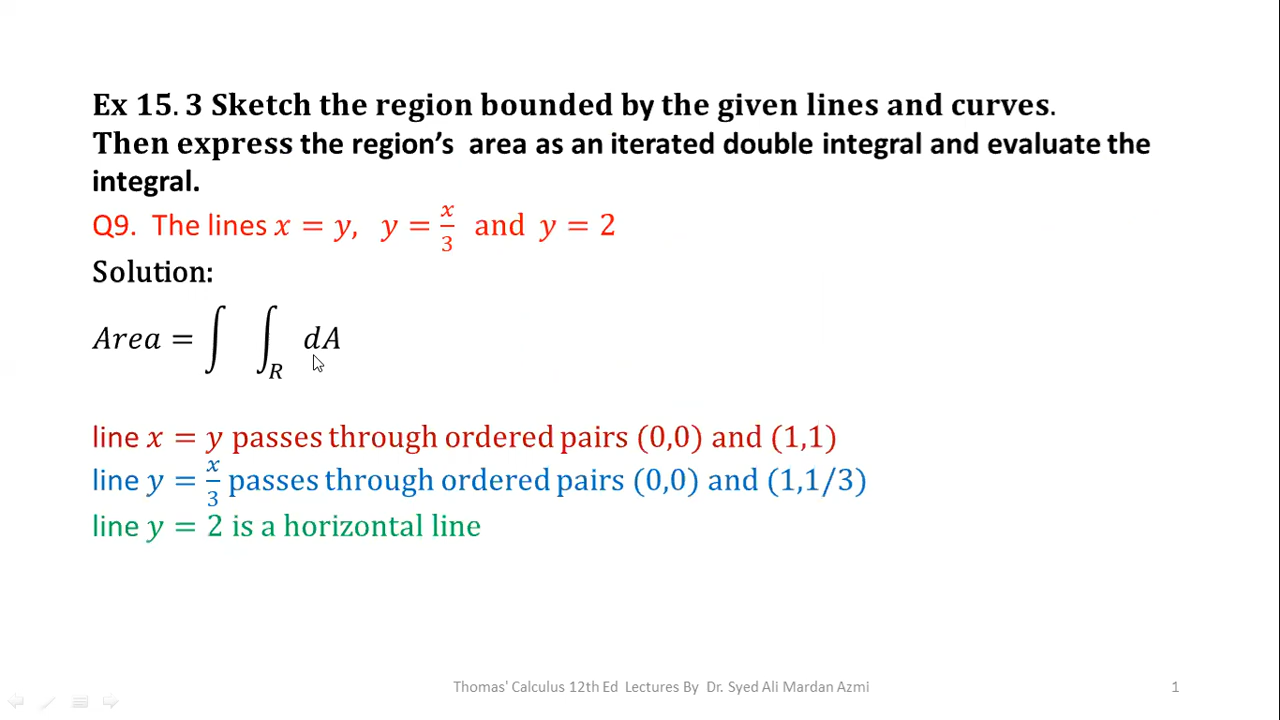 Ex 15.3 Sketch the region bounded by the given lines and curves.
Then express the region's area as an iterated double integral and evaluate the
integral.
Q9. The lines x = y, y = x/3 and y = 2
Solution:
Area = ∫ ∫_R dA
line x = y passes through ordered pairs (0,0) and (1,1)
line y = x/3 passes through ordered pairs (0,0) and (1,1/3)
line y = 2 is a horizontal line
Thomas' Calculus 12th Ed Lectures By Dr. Syed Ali Mardan Azmi 1